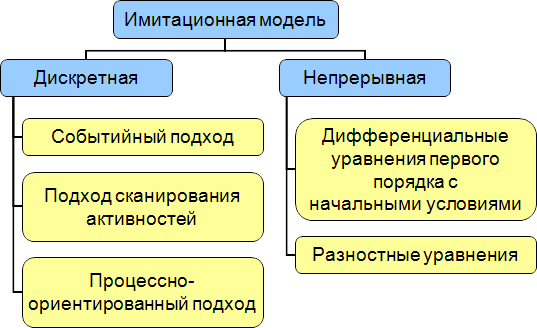 Имитационная модель
Дискретная
Событийный подход
Подход сканирования
активностей
Процессно-
ориентированный подход
Непрерывная
Дифференциальные
уравнения первого
порядка с
начальными условиями
Разностные уравнения